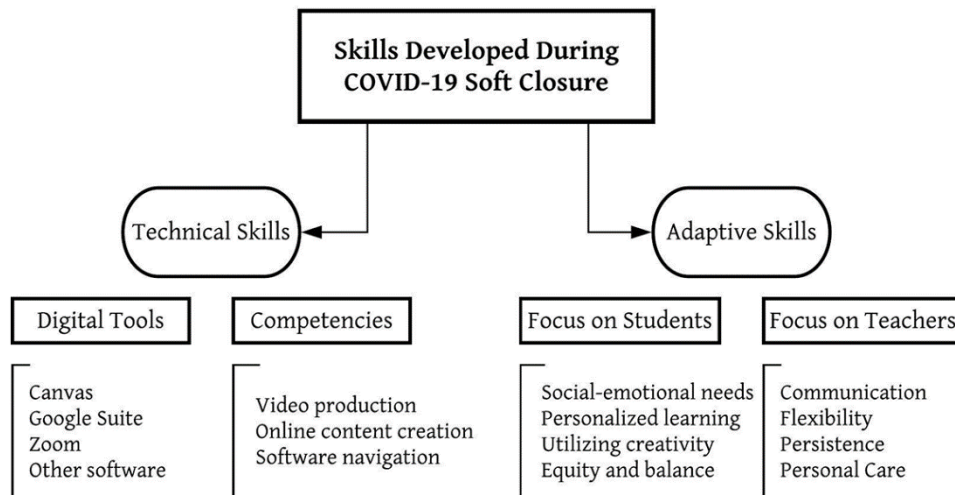 Skills Developed During
COVID-19 Soft Closure
Technical Skills
Adaptive Skills
Digital Tools
Competencies
Focus on Students
Focus on Teachers
Canvas
Google Suite
Zoom
Other software
Video production
Online content creation
Software navigation
Social-emotional needs
Personalized learning
Utilizing creativity
Equity and balance
Communication
Flexibility
Persistence
Personal Care